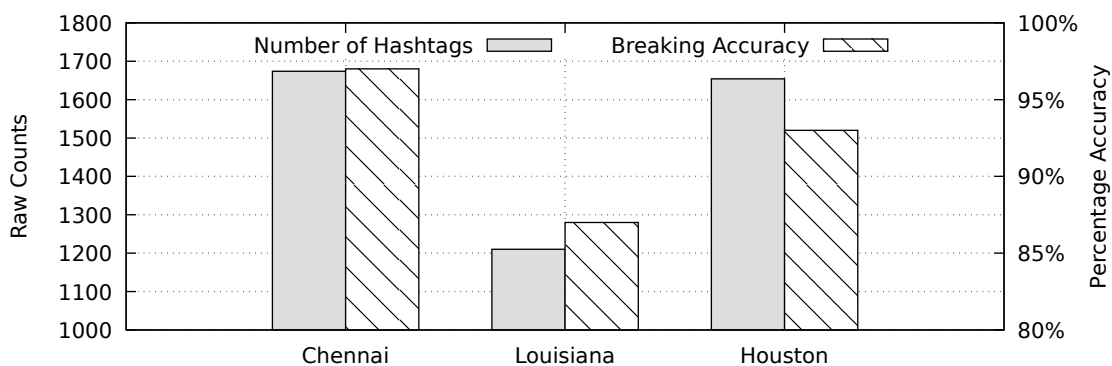 1800
1700
1600
1500
1400
1300
1200
1100
1000
Raw Counts
Number of Hashtags
Breaking Accuracy
100%
95%
90%
85%
80%
Percentage Accuracy
Chennai
Louisiana
Houston